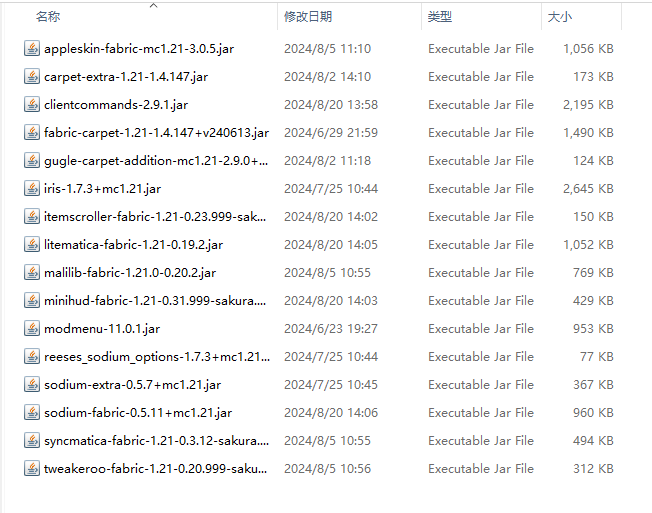 名称 修改日期 类型 大小
appleskin-fabric-mc1.21-3.0.5.jar 2024/8/5 11:10 Executable Jar File 1,056 KB
carpet-extra-1.21-1.4.147.jar 2024/8/2 14:10 Executable Jar File 173 KB
clientcommands-2.9.1.jar 2024/8/20 13:58 Executable Jar File 2,195 KB
fabric-carpet-1.21-1.4.147+v240613.jar 2024/6/29 21:59 Executable Jar File 1,490 KB
gugle-carpet-addition-mc1.21-2.9.0+... 2024/8/2 11:18 Executable Jar File 124 KB
iris-1.7.3+mc1.21.jar 2024/7/25 10:44 Executable Jar File 2,645 KB
itemscroller-fabric-1.21-0.23.999-sak... 2024/8/20 14:02 Executable Jar File 150 KB
litematica-fabric-1.21-0.19.2.jar 2024/8/20 14:05 Executable Jar File 1,052 KB
malilib-fabric-1.21.0-0.20.2.jar 2024/8/5 10:55 Executable Jar File 769 KB
minihud-fabric-1.21-0.31.999-sakura.... 2024/8/20 14:03 Executable Jar File 429 KB
modmenu-11.0.1.jar 2024/6/23 19:27 Executable Jar File 953 KB
reeses_sodium_options-1.7.3+mc1.21... 2024/7/25 10:44 Executable Jar File 77 KB
sodium-extra-0.5.7+mc1.21.jar 2024/7/25 10:45 Executable Jar File 367 KB
sodium-fabric-0.5.11+mc1.21.jar 2024/8/20 14:06 Executable Jar File 960 KB
syncmatica-fabric-1.21-0.3.12-sakura.... 2024/8/5 10:55 Executable Jar File 494 KB
tweakeroo-fabric-1.21-0.20.999-saku... 2024/8/5 10:56 Executable Jar File 312 KB